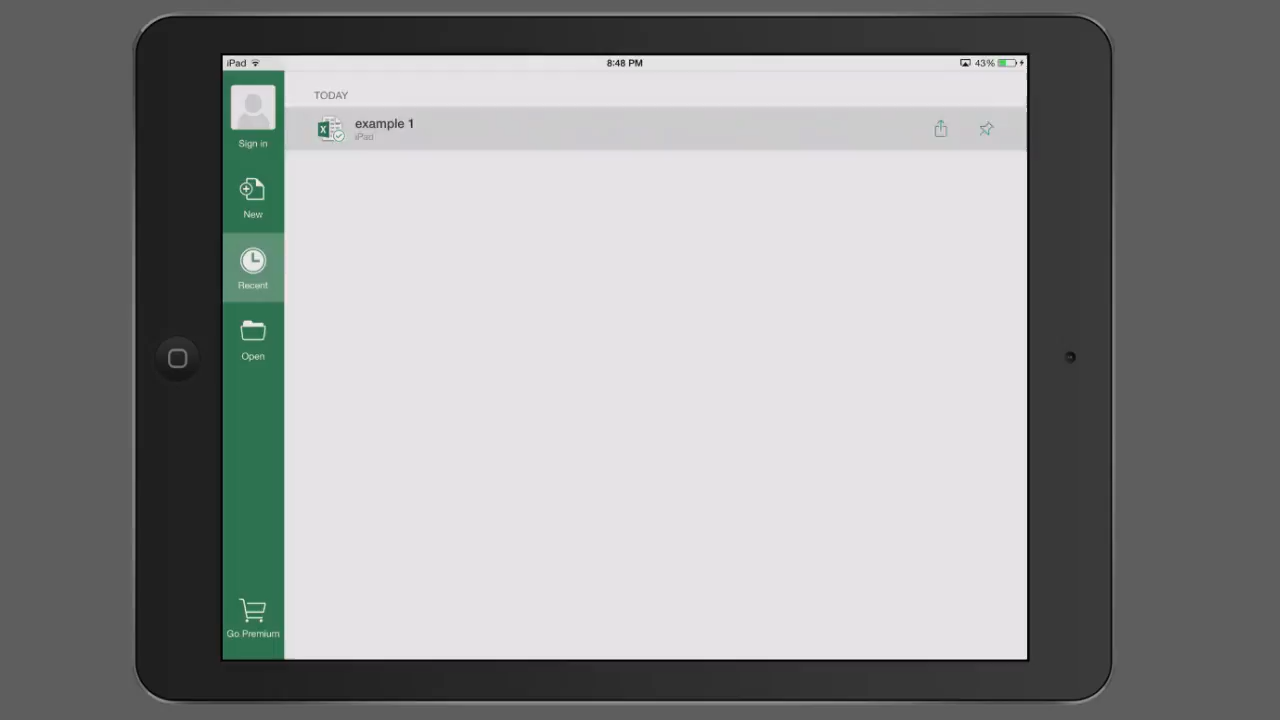 iPad
8:48 PM
43%
Sign in
New
Recent
Open
Go Premium
TODAY
X
example 1
iPad